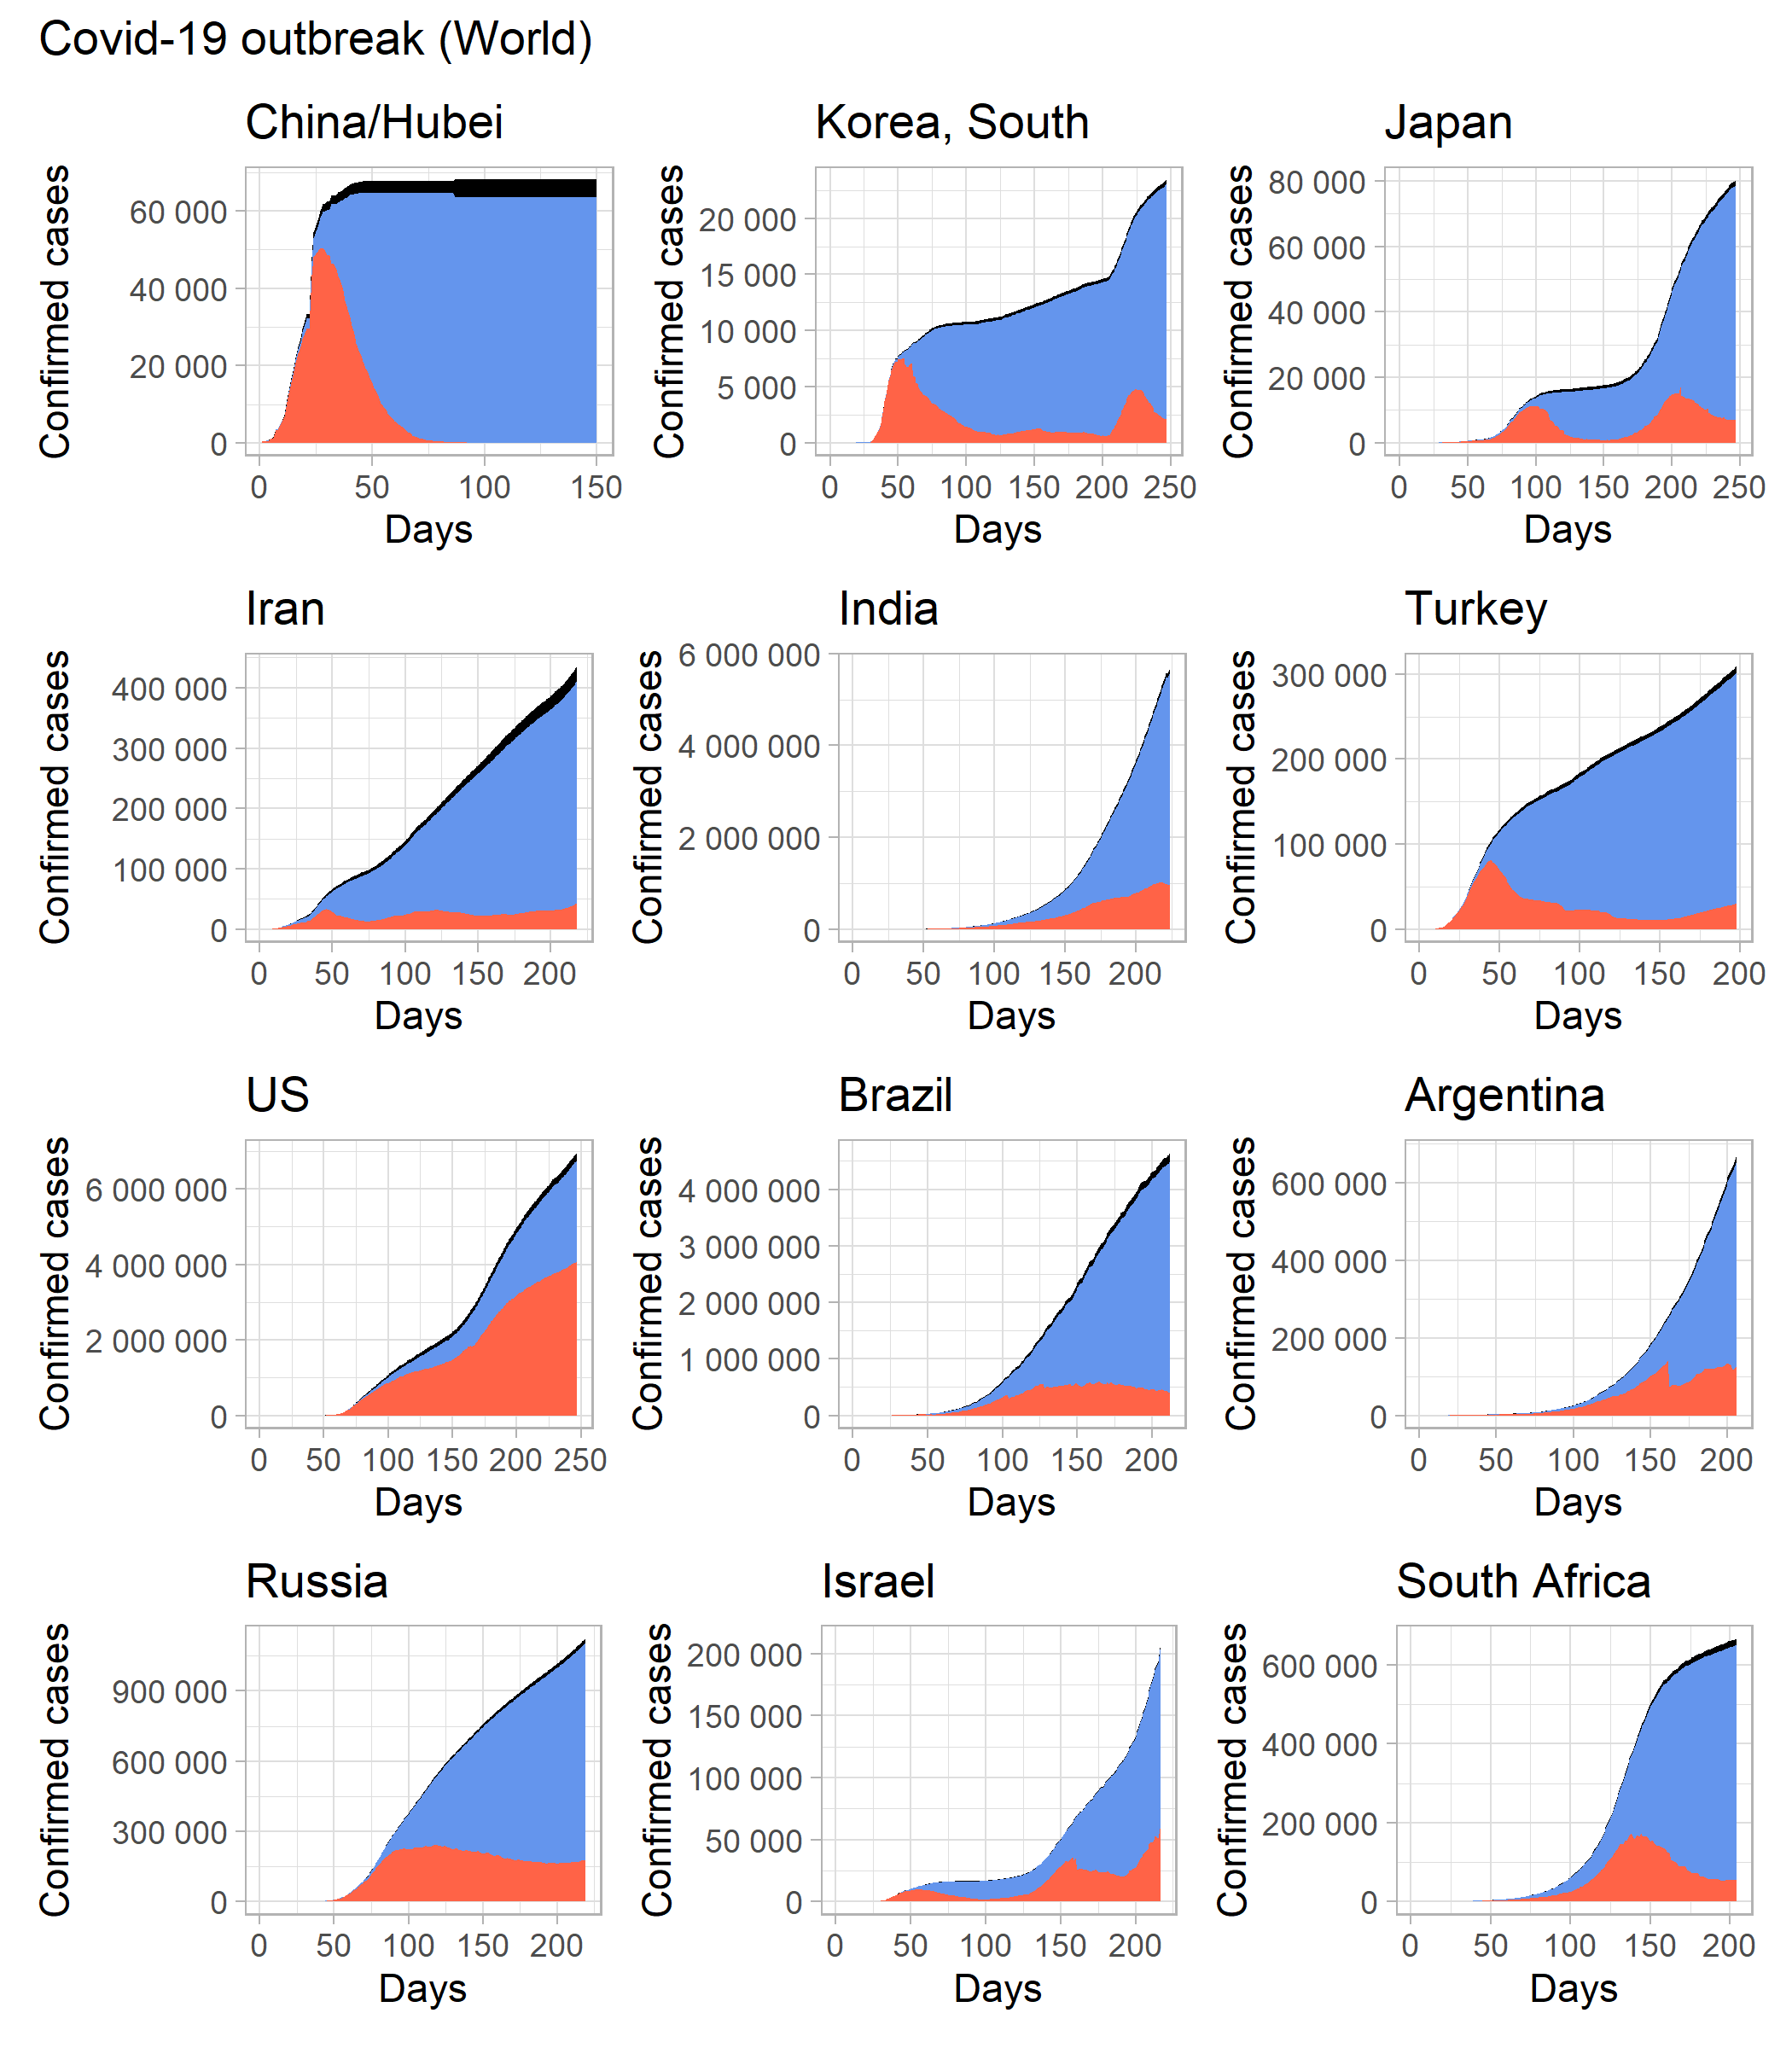 Covid-19 outbreak (World)
China/Hubei
Confirmed cases
60 000
40 000
20 000
0
0 50 100 150
Days
Korea, South
Confirmed cases
20 000
15 000
10 000
5 000
0
0 50 100 150 200 250
Days
Japan
Confirmed cases
80 000
60 000
40 000
20 000
0
0 50 100 150 200 250
Days
Iran
Confirmed cases
400 000
300 000
200 000
100 000
0
0 50 100 150 200
Days
India
Confirmed cases
6 000 000
4 000 000
2 000 000
0
0 50 100 150 200
Days
Turkey
Confirmed cases
300 000
200 000
100 000
0
0 50 100 150 200
Days
US
Confirmed cases
6 000 000
4 000 000
2 000 000
0
0 50 100 150 200 250
Days
Brazil
Confirmed cases
4 000 000
3 000 000
2 000 000
1 000 000
0
0 50 100 150 200
Days
Argentina
Confirmed cases
600 000
400 000
200 000
0
0 50 100 150 200
Days
Russia
Confirmed cases
900 000
600 000
300 000
0
0 50 100 150 200
Days
Israel
Confirmed cases
200 000
150 000
100 000
50 000
0
0 50 100 150 200
Days
South Africa
Confirmed cases
600 000
400 000
200 000
0
0 50 100 150 200
Days